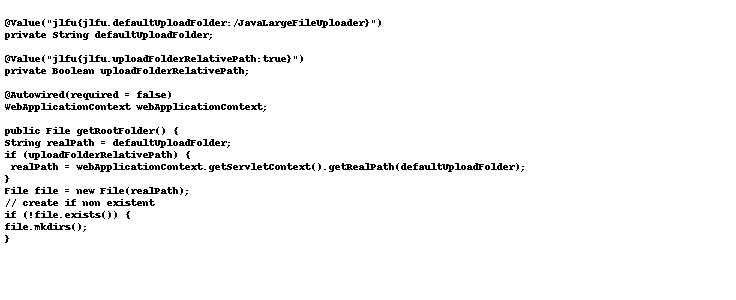 @Value("jlfu{jlfu.defaultUploadFolder:/JavaLargeFileUploader}")
private String defaultUploadFolder;
@Value("jlfu{jlfu.uploadFolderRelativePath:true}")
private Boolean uploadFolderRelativePath;
@Autowired(required = false)
WebApplicationContext webApplicationContext;
public File getRootFolder() {
String realPath = defaultUploadFolder;
if (uploadFolderRelativePath) {
realPath = webApplicationContext.getServletContext().getRealPath(defaultUploadFolder);
}
File file = new File(realPath);
// create if non existent
if (!file.exists()) {
file.mkdirs();
}